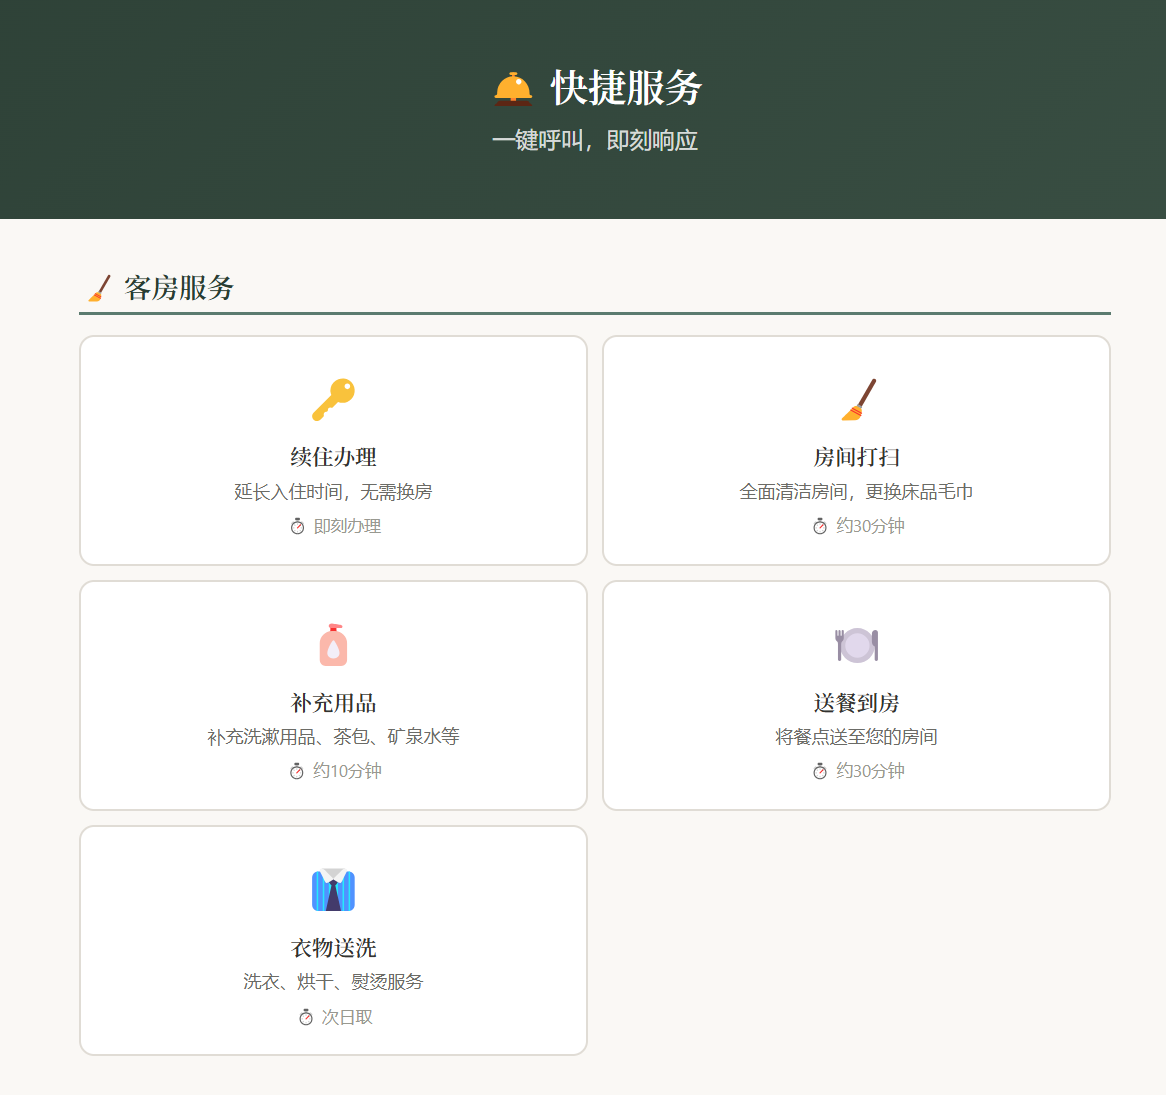 快捷服务
一键呼叫，即刻响应
客房服务
续住办理
延长入住时间，无需换房
即刻办理
房间打扫
全面清洁房间，更换床品毛巾
约30分钟
补充用品
补充洗漱用品、茶包、矿泉水等
约10分钟
送餐到房
将餐点送至您的房间
约30分钟
衣物送洗
洗衣、烘干、熨烫服务
次日取